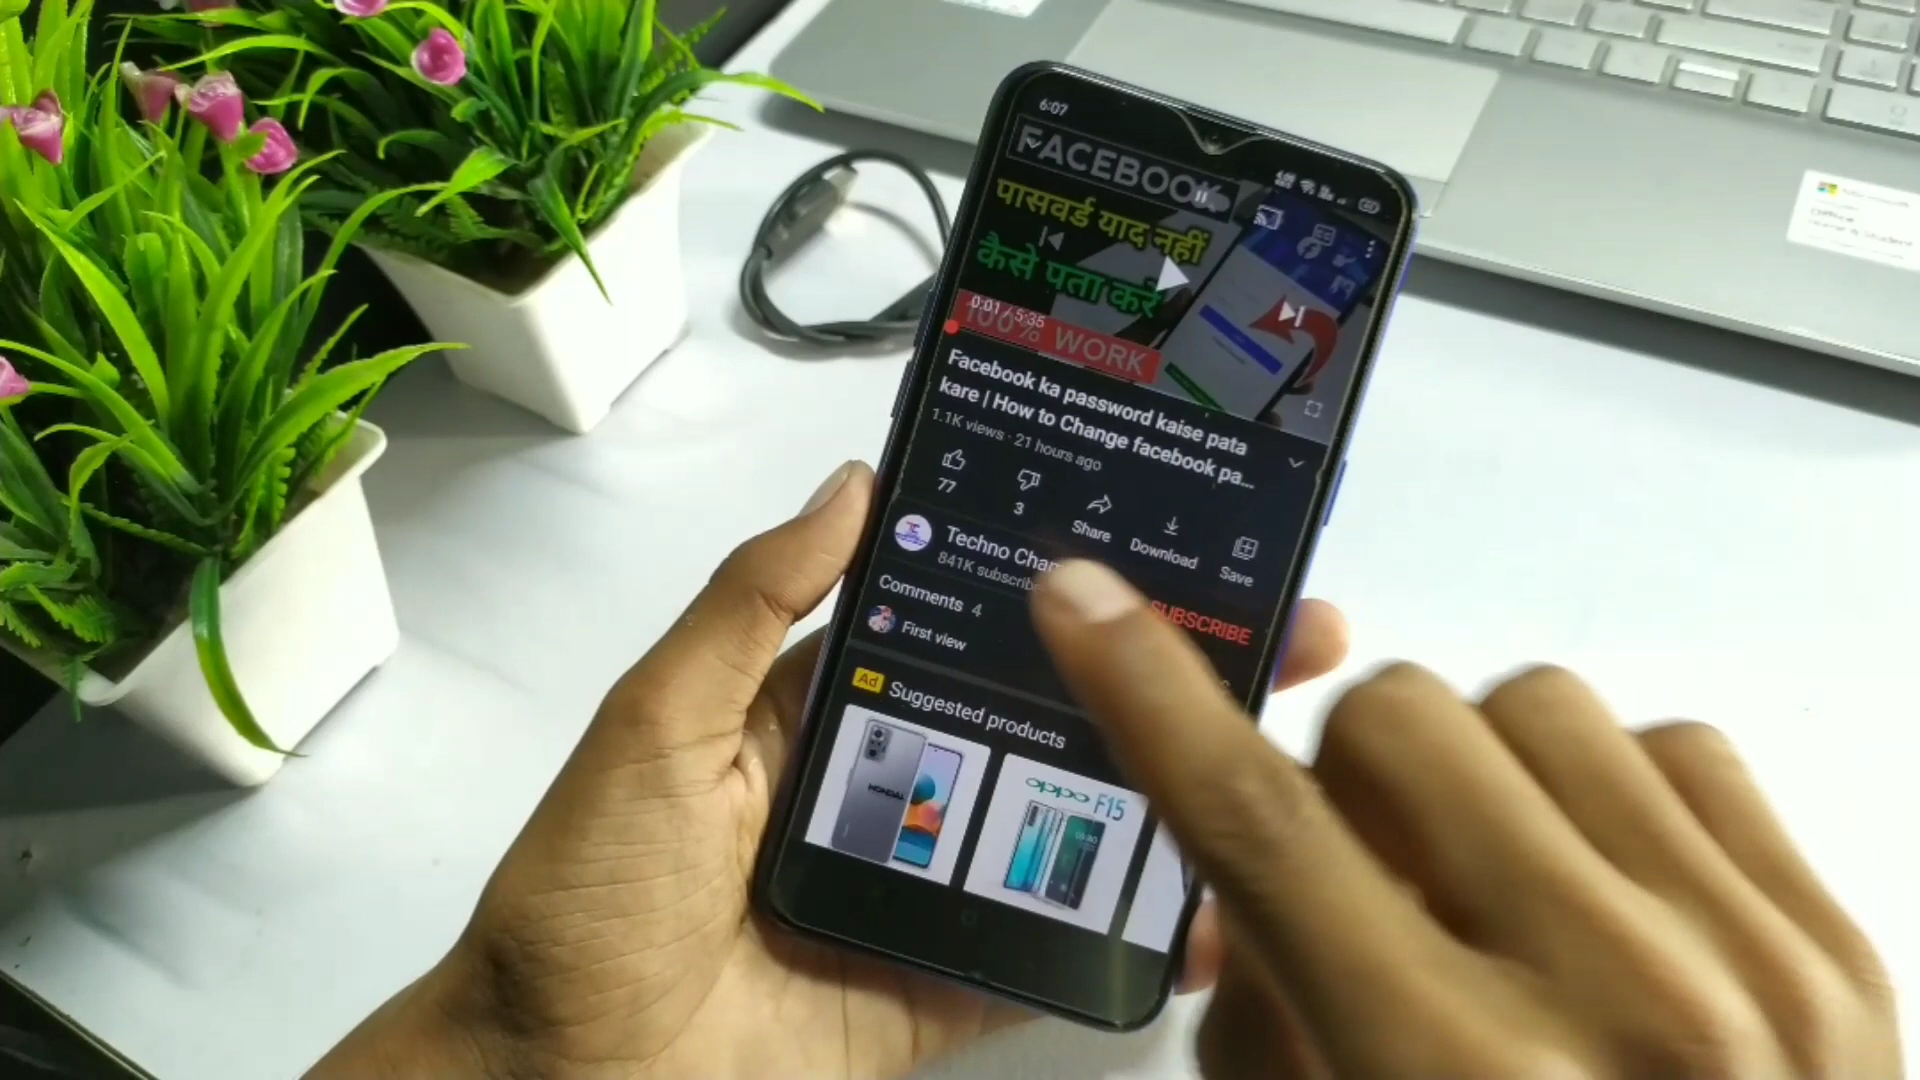 6:07
FACEBOOK
पासवर्ड याद नहीं
कैसे पता करें
0:01 / 5:35
100% WORK
Facebook ka password kaise pata
kare | How to Change facebook pa...
1.1K views · 21 hours ago
77
3
Share
Download
Save
Techno
841K
SUBSCRIBE
Comments 4
First view
Ad Suggested products
oppo F15
Microsoft
Office